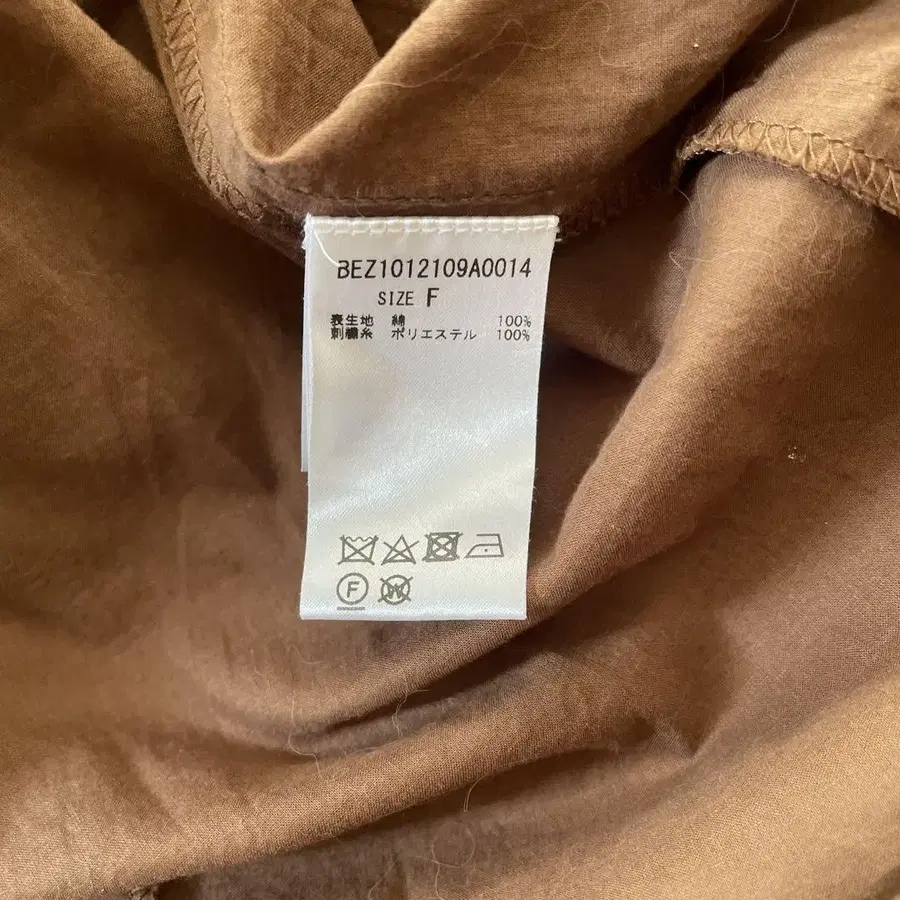 BEZ1012109A0014
SIZE F
表生地 綿 100%
刺繍糸 ポリエステル 100%
F
W